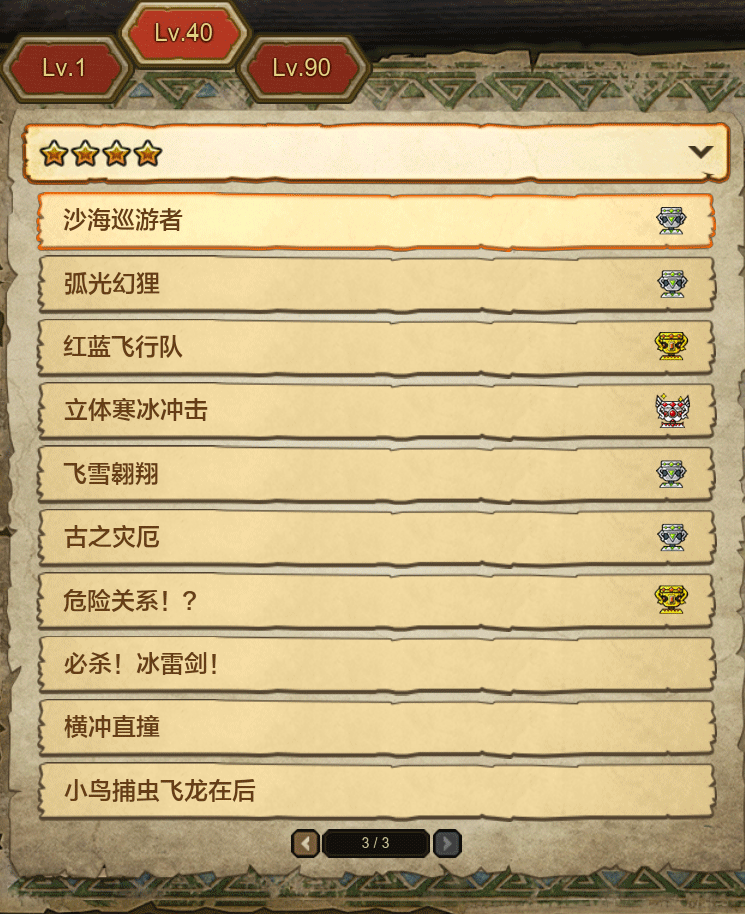 Lv.40
Lv.1
Lv.90
沙海巡游者
弧光幻狸
红蓝飞行队
立体寒冰冲击
飞雪翱翔
古之灾厄
危险关系！？
必杀！冰雷剑！
横冲直撞
小鸟捕虫飞龙在后
3 / 3